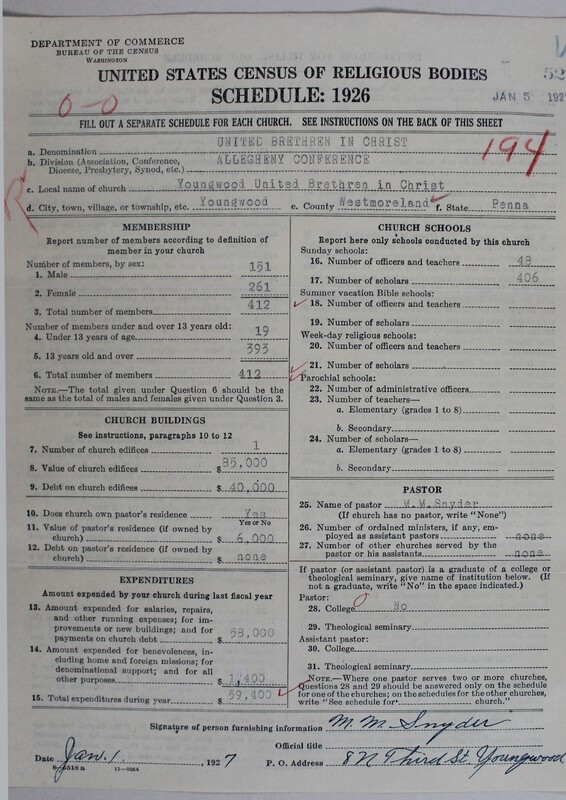 DEPARTMENT OF COMMERCE
BUREAU OF THE CENSUS
WASHINGTON
UNITED STATES CENSUS OF RELIGIOUS BODIES
SCHEDULE: 1926
JAN 5 192
52
0-0
FILL OUT A SEPARATE SCHEDULE FOR EACH CHURCH. SEE INSTRUCTIONS ON THE BACK OF THIS SHEET
194
a. Denomination UNITED BRETHREN IN CHRIST
b. Division (Association, Conference, Diocese, Presbytery, Synod, etc.) ALLEGHENY CONFERENCE
c. Local name of church Youngwood United Brethren in Christ
d. City, town, village, or township, etc. Youngwood e. County Westmoreland f. State Penna
MEMBERSHIP
Report number of members according to definition of
member in your church
Number of members, by sex:
1. Male 151
2. Female 261
3. Total number of members 412
Number of members under and over 13 years old:
4. Under 13 years of age 19
5. 13 years old and over 393
6. Total number of members 412
NOTE.—The total given under Question 6 should be the
same as the total of males and females given under Question 3.
CHURCH BUILDINGS
See instructions, paragraphs 10 to 12
7. Number of church edifices 1
8. Value of church edifices $ 85,000
9. Debt on church edifices $ 40,000
10. Does church own pastor's residence Yes
Yes or No
11. Value of pastor's residence (if owned by
church) $ 6,000
12. Debt on pastor's residence (if owned by
church) $ none
EXPENDITURES
Amount expended by your church during last fiscal year
13. Amount expended for salaries, repairs,
and other running expenses; for im-
provements or new buildings; and for
payments on church debt $ 58,000
14. Amount expended for benevolences, in-
cluding home and foreign missions; for
denominational support; and for all
other purposes $ 1,400
15. Total expenditures during year $ 59,400
CHURCH SCHOOLS
Report here only schools conducted by this church
Sunday schools:
16. Number of officers and teachers 48
17. Number of scholars 406
Summer vacation Bible schools:
18. Number of officers and teachers
19. Number of scholars
Week-day religious schools:
20. Number of officers and teachers
21. Number of scholars
Parochial schools:
22. Number of administrative officers
23. Number of teachers—
a. Elementary (grades 1 to 8)
b. Secondary
24. Number of scholars—
a. Elementary (grades 1 to 8)
b. Secondary
PASTOR
25. Name of pastor M.M. Snyder
(If church has no pastor, write "None")
26. Number of ordained ministers, if any, em-
ployed as assistant pastors none
27. Number of other churches served by the
pastor or his assistants none
If pastor (or assistant pastor) is a graduate of a college or
theological seminary, give name of institution below. (If
not a graduate, write "No" in the space indicated.)
Pastor:
28. College No
29. Theological seminary
Assistant pastor:
30. College
31. Theological seminary
NOTE.—Where one pastor serves two or more churches,
Questions 28 and 29 should be answered only on the schedule
for one of the churches; on the schedules for the other churches,
write "See schedule for church."
Signature of person furnishing information M. M. Snyder
Official title
Date Jan. 1, 1927 P. O. Address 8 N Third St Youngwood
8-5518a 11-9064